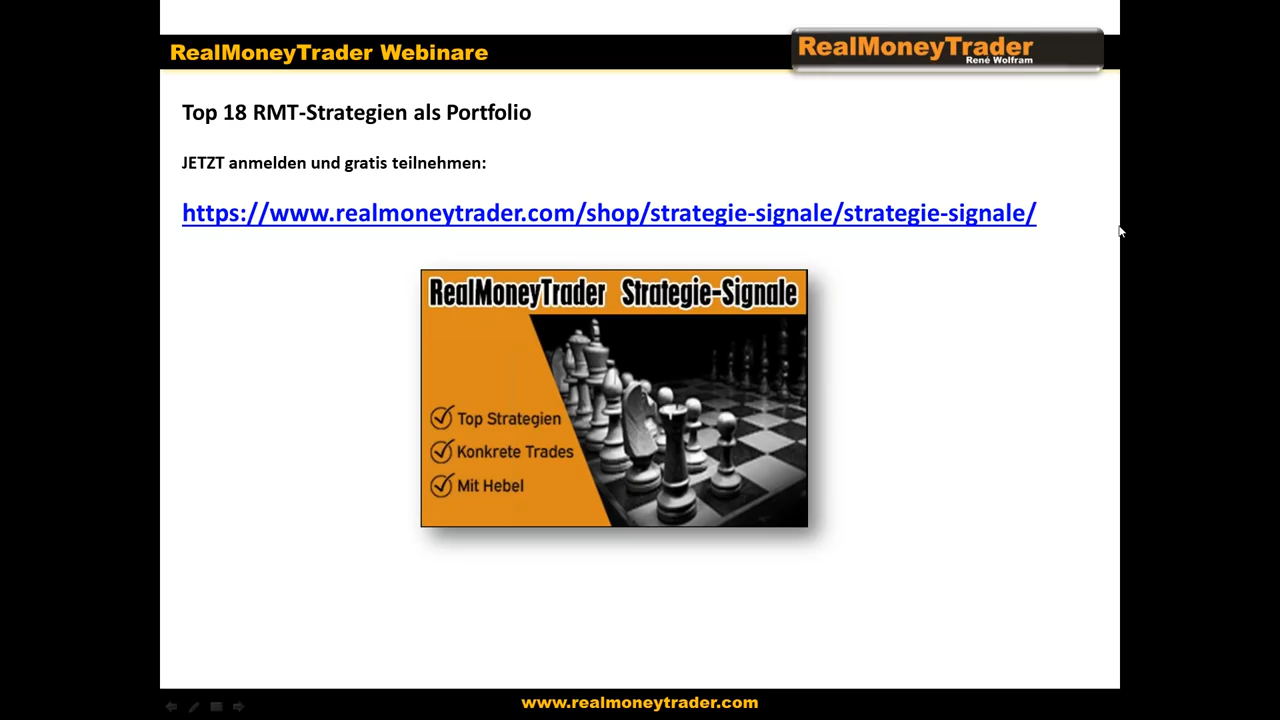 RealMoneyTrader Webinare
RealMoneyTrader
René Wolfram
Top 18 RMT-Strategien als Portfolio
JETZT anmelden und gratis teilnehmen:
https://www.realmoneytrader.com/shop/strategie-signale/strategie-signale/
RealMoneyTrader Strategie-Signale
Top Strategien
Konkrete Trades
Mit Hebel
www.realmoneytrader.com